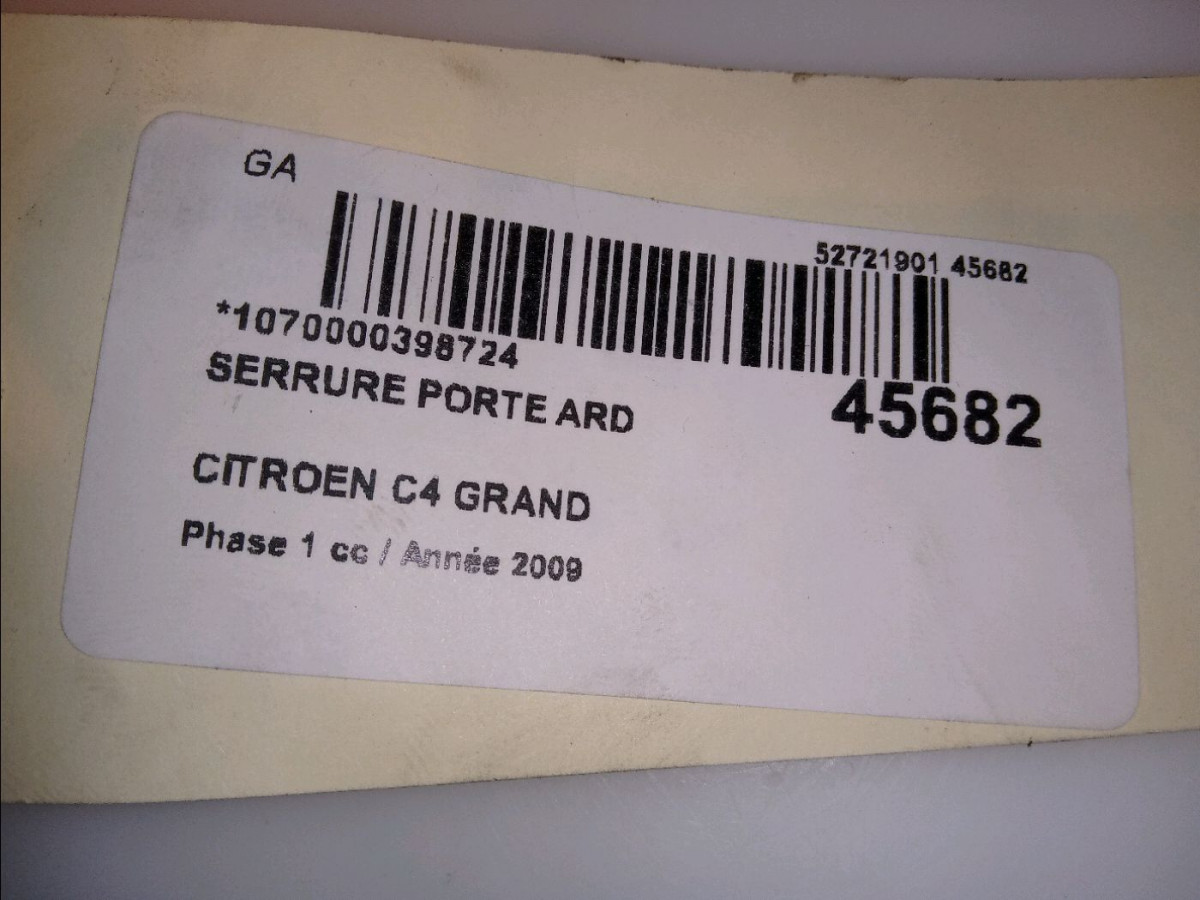 GA
52721901 45682
*1070000398724
45682
SERRURE PORTE ARD
CITROEN C4 GRAND
Phase 1 cc / Année 2009